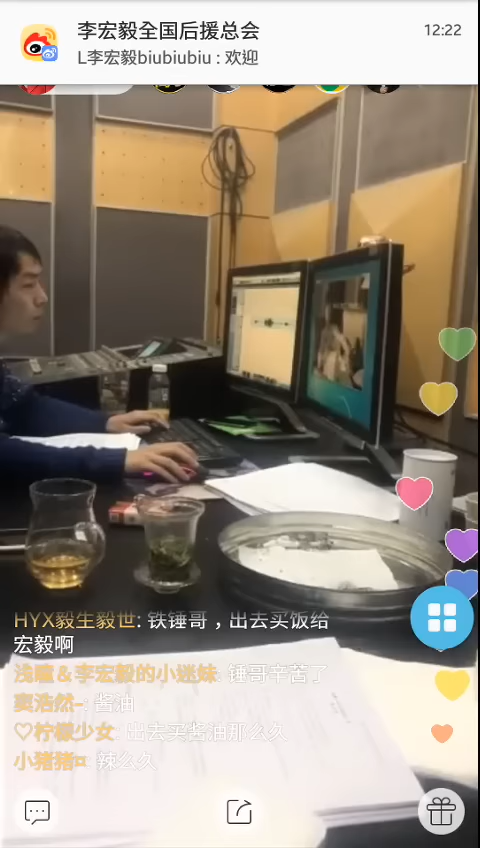 李宏毅全国后援总会
12:22
L李宏毅biubiubiu : 欢迎
HYX毅生毅世: 铁锤哥，出去买饭给
宏毅啊
浅瞳&李宏毅的小迷妹: 锤哥辛苦了
窦浩然-: 酱油
♡柠檬少女: 出去买酱油那么久
小猪猪¤: 辣么久